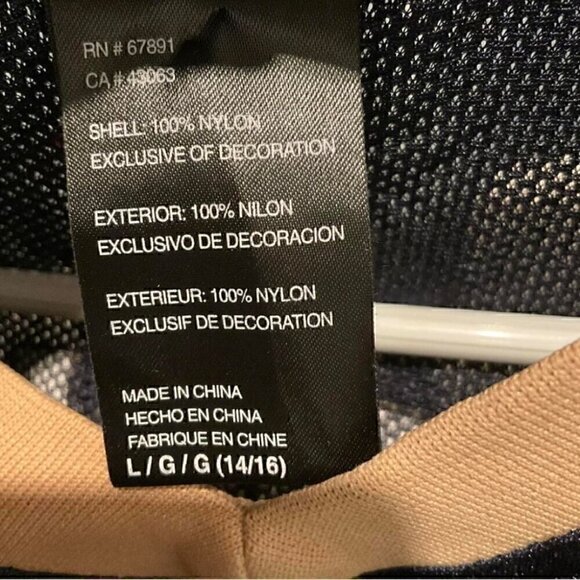 RN # 67891
CA # 43063
SHELL: 100% NYLON
EXCLUSIVE OF DECORATION
EXTERIOR: 100% NILON
EXCLUSIVO DE DECORACION
EXTERIEUR: 100% NYLON
EXCLUSIF DE DECORATION
MADE IN CHINA
HECHO EN CHINA
FABRIQUE EN CHINE
L / G / G (14/16)